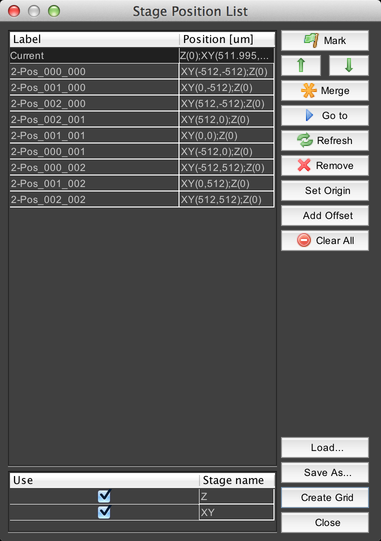 Stage Position List
Label Position [um]
Current Z(0);XY(511.995,...
2-Pos_000_000 XY(-512,-512);Z(0)
2-Pos_001_000 XY(0,-512);Z(0)
2-Pos_002_000 XY(512,-512);Z(0)
2-Pos_002_001 XY(512,0);Z(0)
2-Pos_001_001 XY(0,0);Z(0)
2-Pos_000_001 XY(-512,0);Z(0)
2-Pos_000_002 XY(-512,512);Z(0)
2-Pos_001_002 XY(0,512);Z(0)
2-Pos_002_002 XY(512,512);Z(0)
Mark
Merge
Go to
Refresh
Remove
Set Origin
Add Offset
Clear All
Load...
Save As...
Create Grid
Close
Use Stage name
Z
XY